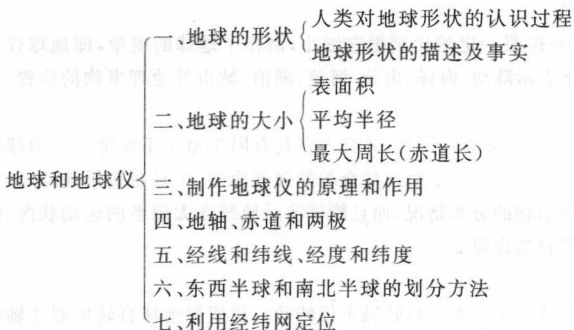 一、地球的形状
人类对地球形状的认识过程
地球形状的描述及事实
二、地球的大小
表面积
平均半径
最大周长(赤道长)
地球和地球仪
三、制作地球仪的原理和作用
四、地轴、赤道和两极
五、经线和纬线、经度和纬度
六、东西半球和南北半球的划分方法
七、利用经纬网定位